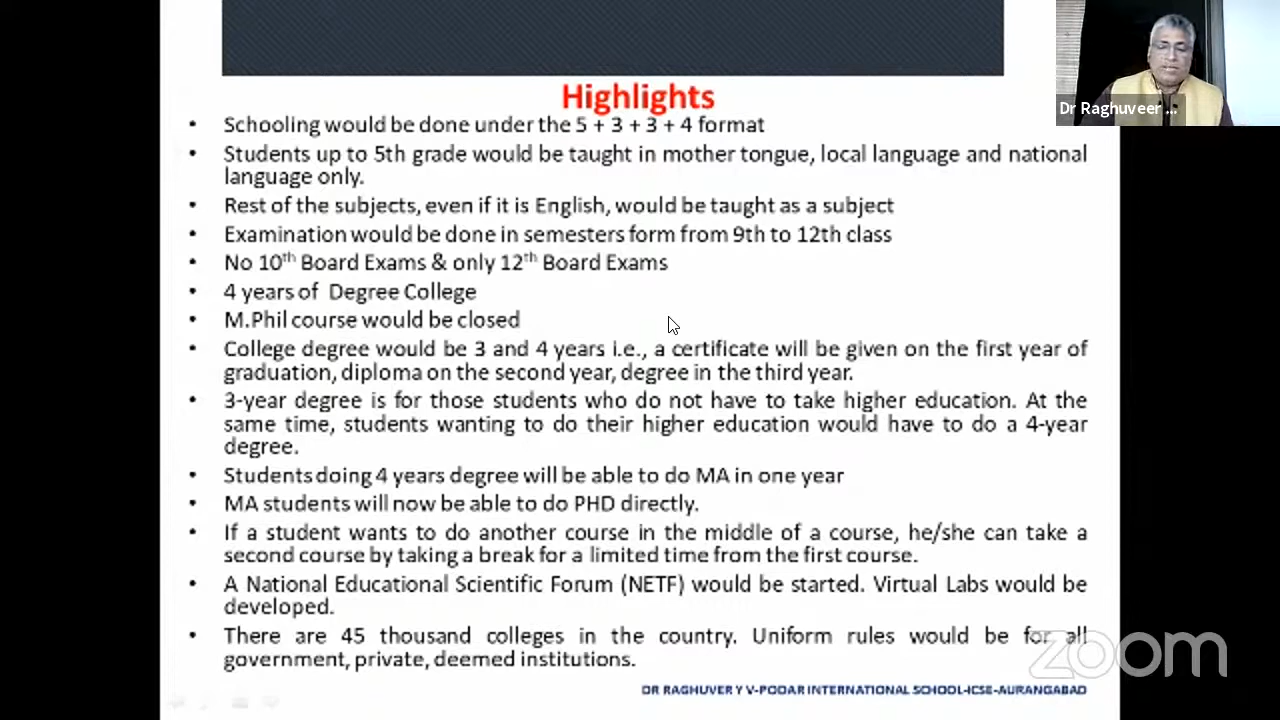 Highlights
• Schooling would be done under the 5 + 3 + 3 + 4 format
• Students up to 5th grade would be taught in mother tongue, local language and national
language only.
• Rest of the subjects, even if it is English, would be taught as a subject
• Examination would be done in semesters form from 9th to 12th class
• No 10th Board Exams & only 12th Board Exams
• 4 years of Degree College
• M.Phil course would be closed
• College degree would be 3 and 4 years i.e., a certificate will be given on the first year of
graduation, diploma on the second year, degree in the third year.
• 3-year degree is for those students who do not have to take higher education. At the
same time, students wanting to do their higher education would have to do a 4-year
degree.
• Students doing 4 years degree will be able to do MA in one year
• MA students will now be able to do PHD directly.
• If a student wants to do another course in the middle of a course, he/she can take a
second course by taking a break for a limited time from the first course.
• A National Educational Scientific Forum (NETF) would be started. Virtual Labs would be
developed.
• There are 45 thousand colleges in the country. Uniform rules would be for all
government, private, deemed institutions.
DR RAGHUVER Y V-PODAR INTERNATIONAL SCHOOL-ICSE-AURANGABAD
Dr Raghuveer ...
zoom